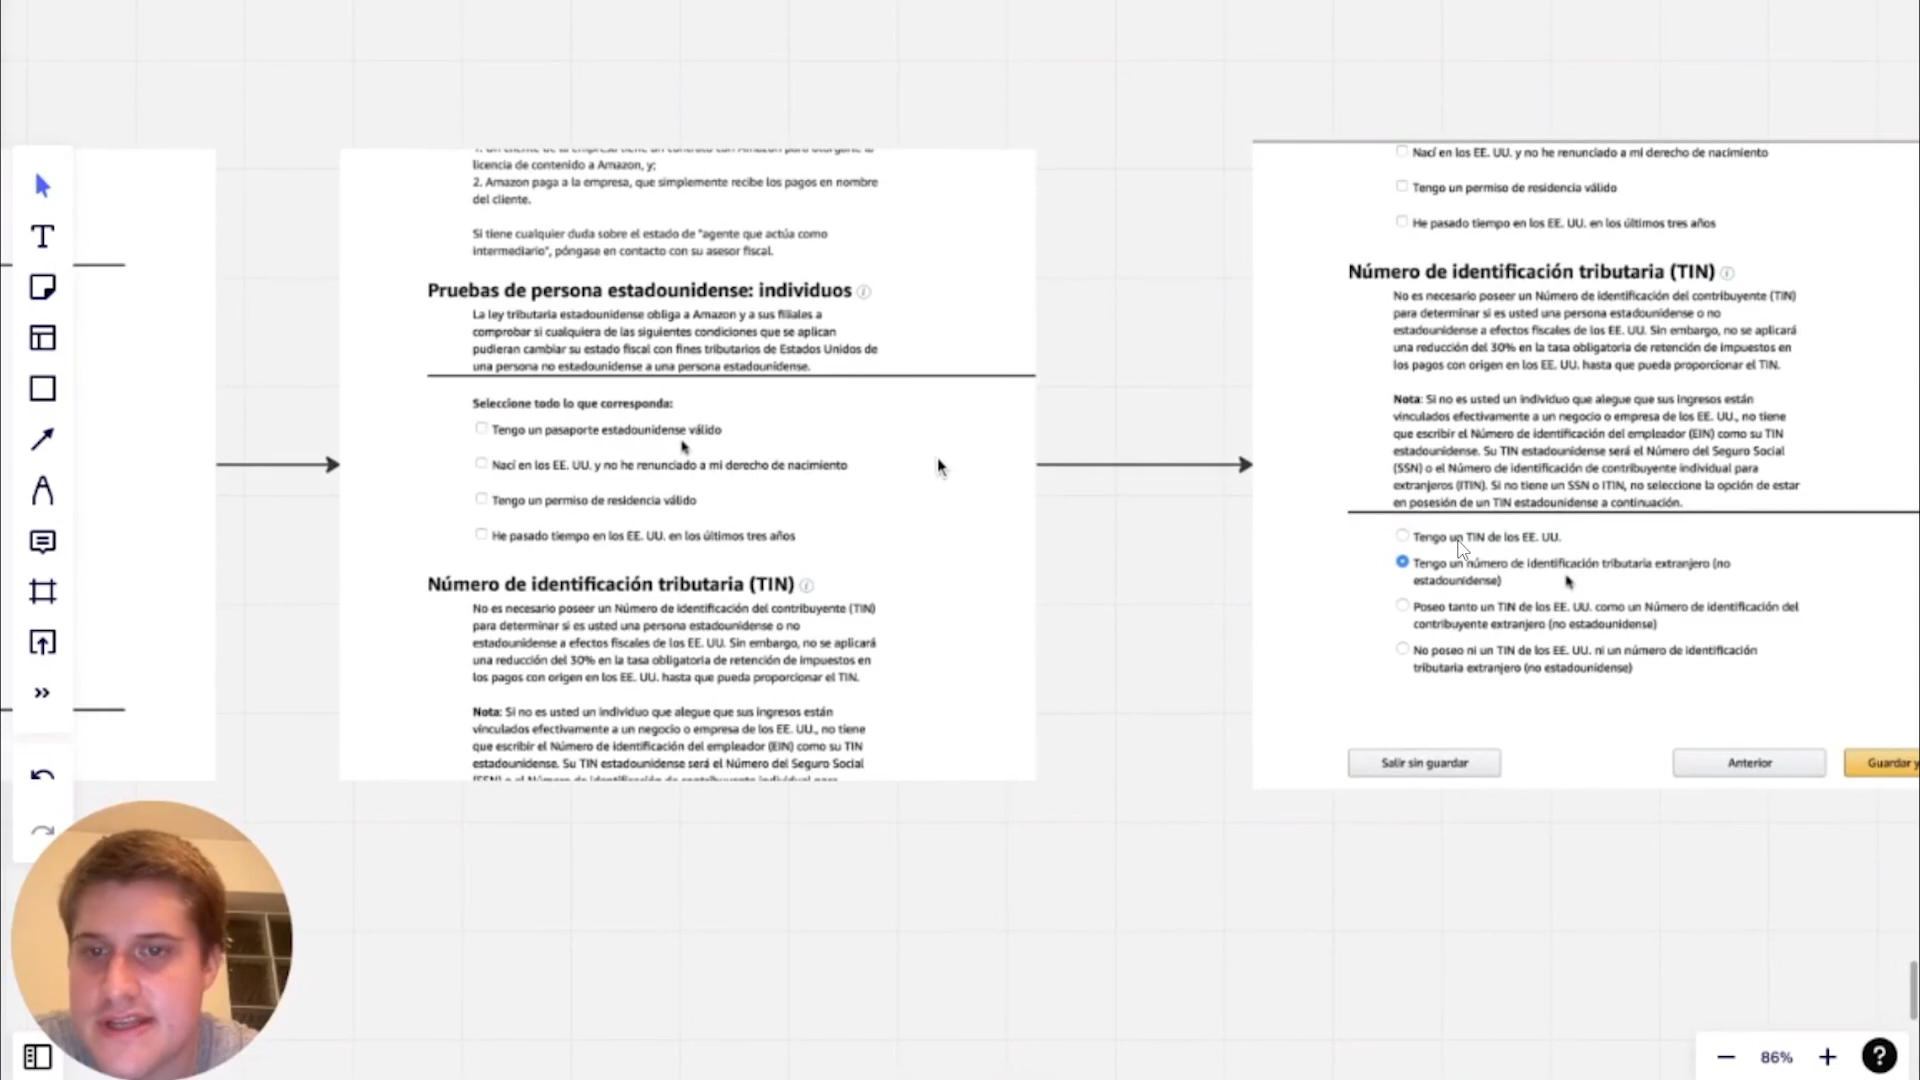 licencia de contenido a Amazon, y;
2. Amazon paga a la empresa, que simplemente recibe los pagos en nombre
del cliente.
Si tiene cualquier duda sobre el estado de "agente que actúa como
intermediario", póngase en contacto con su asesor fiscal.
Pruebas de persona estadounidense: individuos
La ley tributaria estadounidense obliga a Amazon y a sus filiales a
comprobar si cualquiera de las siguientes condiciones que se aplican
pudieran cambiar su estado fiscal con fines tributarios de Estados Unidos de
una persona no estadounidense a una persona estadounidense.
Seleccione todo lo que corresponda:
Tengo un pasaporte estadounidense válido
Nací en los EE. UU. y no he renunciado a mi derecho de nacimiento
Tengo un permiso de residencia válido
He pasado tiempo en los EE. UU. en los últimos tres años
Número de identificación tributaria (TIN)
No es necesario poseer un Número de identificación del contribuyente (TIN)
para determinar si es usted una persona estadounidense o no
estadounidense a efectos fiscales de los EE. UU. Sin embargo, no se aplicará
una reducción del 30% en la tasa obligatoria de retención de impuestos en
los pagos con origen en los EE. UU. hasta que pueda proporcionar el TIN.
Nota: Si no es usted un individuo que alegue que sus ingresos están
vinculados efectivamente a un negocio o empresa de los EE. UU., no tiene
que escribir el Número de identificación del empleador (EIN) como su TIN
estadounidense. Su TIN estadounidense será el Número del Seguro Social
Nací en los EE. UU. y no he renunciado a mi derecho de nacimiento
Tengo un permiso de residencia válido
He pasado tiempo en los EE. UU. en los últimos tres años
Número de identificación tributaria (TIN)
No es necesario poseer un Número de identificación del contribuyente (TIN)
para determinar si es usted una persona estadounidense o no
estadounidense a efectos fiscales de los EE. UU. Sin embargo, no se aplicará
una reducción del 30% en la tasa obligatoria de retención de impuestos en
los pagos con origen en los EE. UU. hasta que pueda proporcionar el TIN.
Nota: Si no es usted un individuo que alegue que sus ingresos están
vinculados efectivamente a un negocio o empresa de los EE. UU., no tiene
que escribir el Número de identificación del empleador (EIN) como su TIN
estadounidense. Su TIN estadounidense será el Número del Seguro Social
(SSN) o el Número de identificación de contribuyente individual para
extranjeros (ITIN). Si no tiene un SSN o ITIN, no seleccione la opción de estar
en posesión de un TIN estadounidense a continuación.
Tengo un TIN de los EE. UU.
Tengo un número de identificación tributaria extranjero (no
estadounidense)
Poseo tanto un TIN de los EE. UU. como un Número de identificación del
contribuyente extranjero (no estadounidense)
No poseo ni un TIN de los EE. UU. ni un número de identificación
tributaria extranjero (no estadounidense)
Salir sin guardar
Anterior
Guardar y
86%